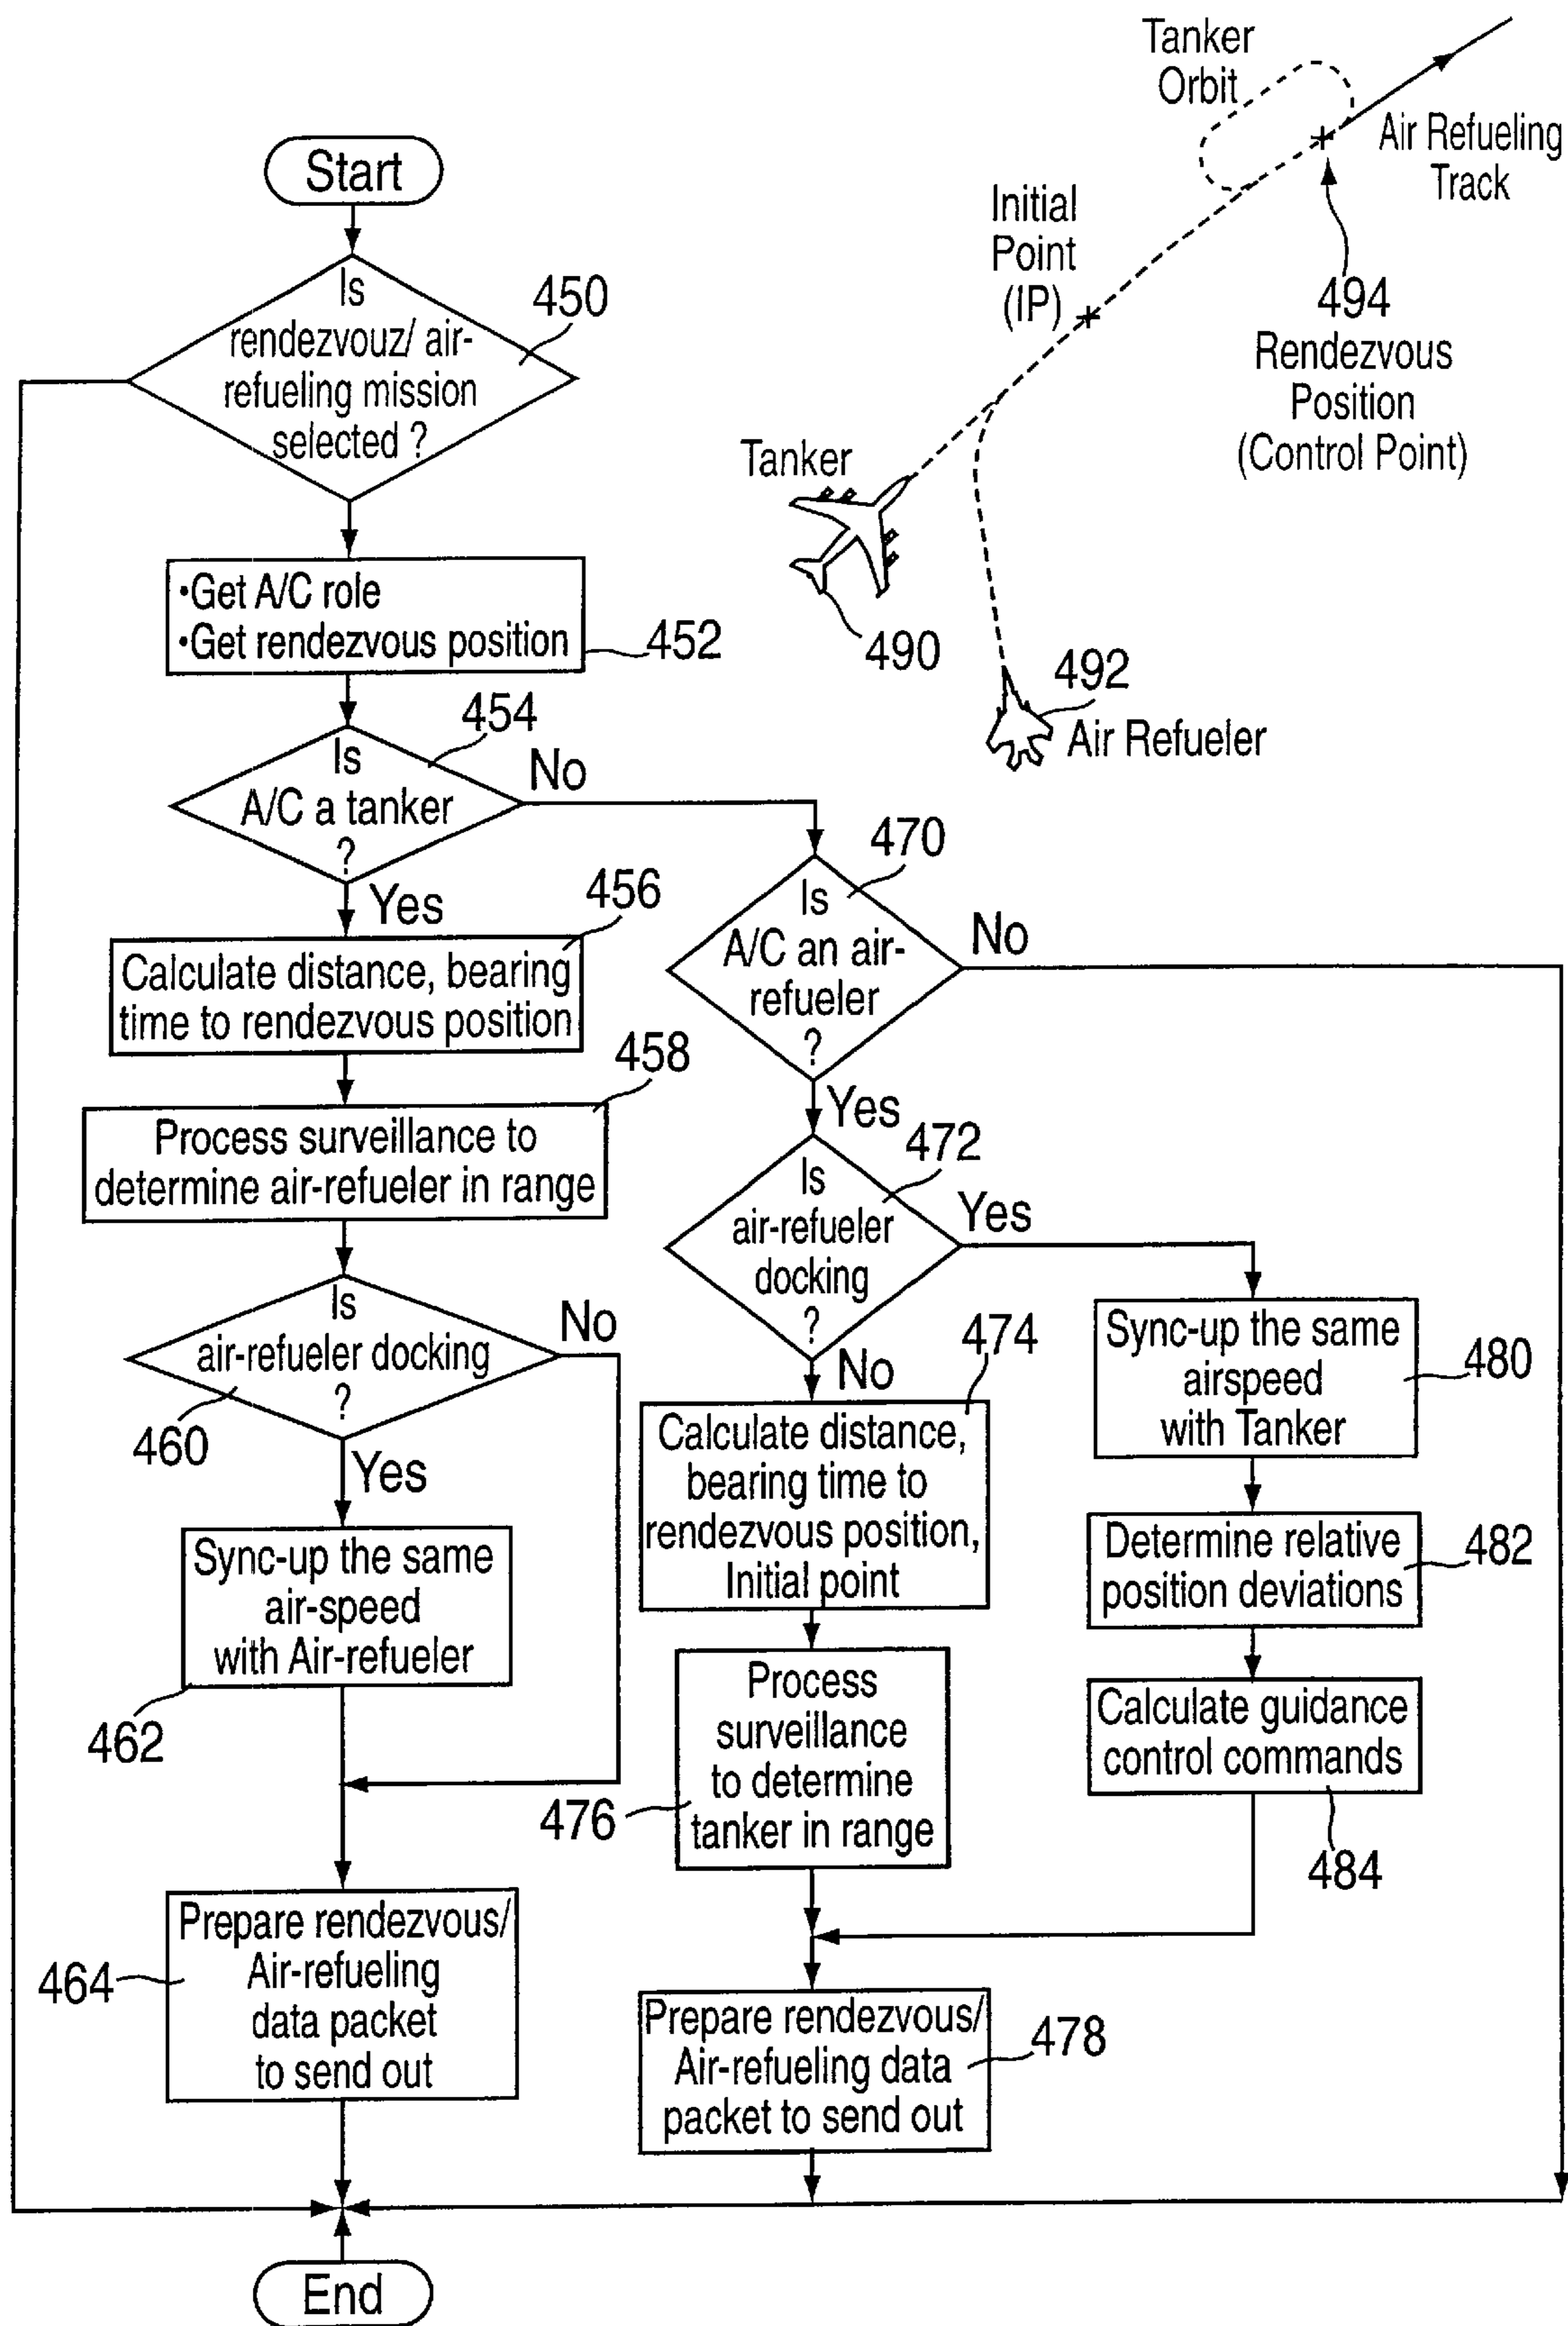 Tanker
Orbit
Air Refueling
Track
Initial
Point
(IP)
494
Rendezvous
Position
(Control Point)
Tanker
490
492
Air Refueler
Start
Is
rendezvouz/ air-
refueling mission
selected ?
450
•Get A/C role
•Get rendezvous position
452
454
Is
A/C a tanker
?
No
Yes
456
Calculate distance, bearing
time to rendezvous position
458
Process surveillance to
determine air-refueler in range
Is
air-refueler docking
?
No
460
Yes
Sync-up the same
air-speed
with Air-refueler
462
Prepare rendezvous/
Air-refueling
data packet
to send out
464
470
Is
A/C an air-
refueler
?
No
Yes
472
Is
air-refueler
docking
?
Yes
No
474
Calculate distance,
bearing time to
rendezvous position,
Initial point
Process
surveillance
to determine
tanker in range
476
Sync-up the same
airspeed
with Tanker
480
Determine relative
position deviations
482
Calculate guidance
control commands
484
Prepare rendezvous/
Air-refueling data
packet to send out
478
End